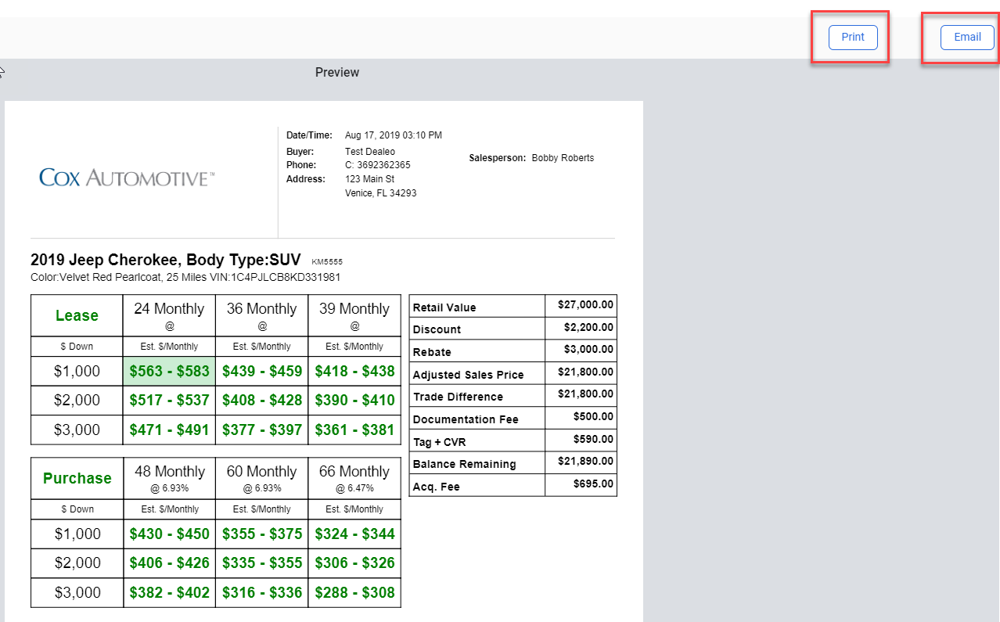 Print Email
Preview
COX AUTOMOTIVE™
Date/Time: Aug 17, 2019 03:10 PM
Buyer: Test Dealeo
Phone: C: 3692362365
Address: 123 Main St
Venice, FL 34293
Salesperson: Bobby Roberts
2019 Jeep Cherokee, Body Type:SUV KM5555
Color:Velvet Red Pearlcoat, 25 Miles VIN:1C4PJLCB8KD331981
Lease 24 Monthly 36 Monthly 39 Monthly
@ @ @
$ Down Est. $/Monthly Est. $/Monthly Est. $/Monthly
$1,000 $563 - $583 $439 - $459 $418 - $438
$2,000 $517 - $537 $408 - $428 $390 - $410
$3,000 $471 - $491 $377 - $397 $361 - $381
Purchase 48 Monthly 60 Monthly 66 Monthly
@ 6.93% @ 6.93% @ 6.47%
$ Down Est. $/Monthly Est. $/Monthly Est. $/Monthly
$1,000 $430 - $450 $355 - $375 $324 - $344
$2,000 $406 - $426 $335 - $355 $306 - $326
$3,000 $382 - $402 $316 - $336 $288 - $308
Retail Value $27,000.00
Discount $2,200.00
Rebate $3,000.00
Adjusted Sales Price $21,800.00
Trade Difference $21,800.00
Documentation Fee $500.00
Tag + CVR $590.00
Balance Remaining $21,890.00
Acq. Fee $695.00